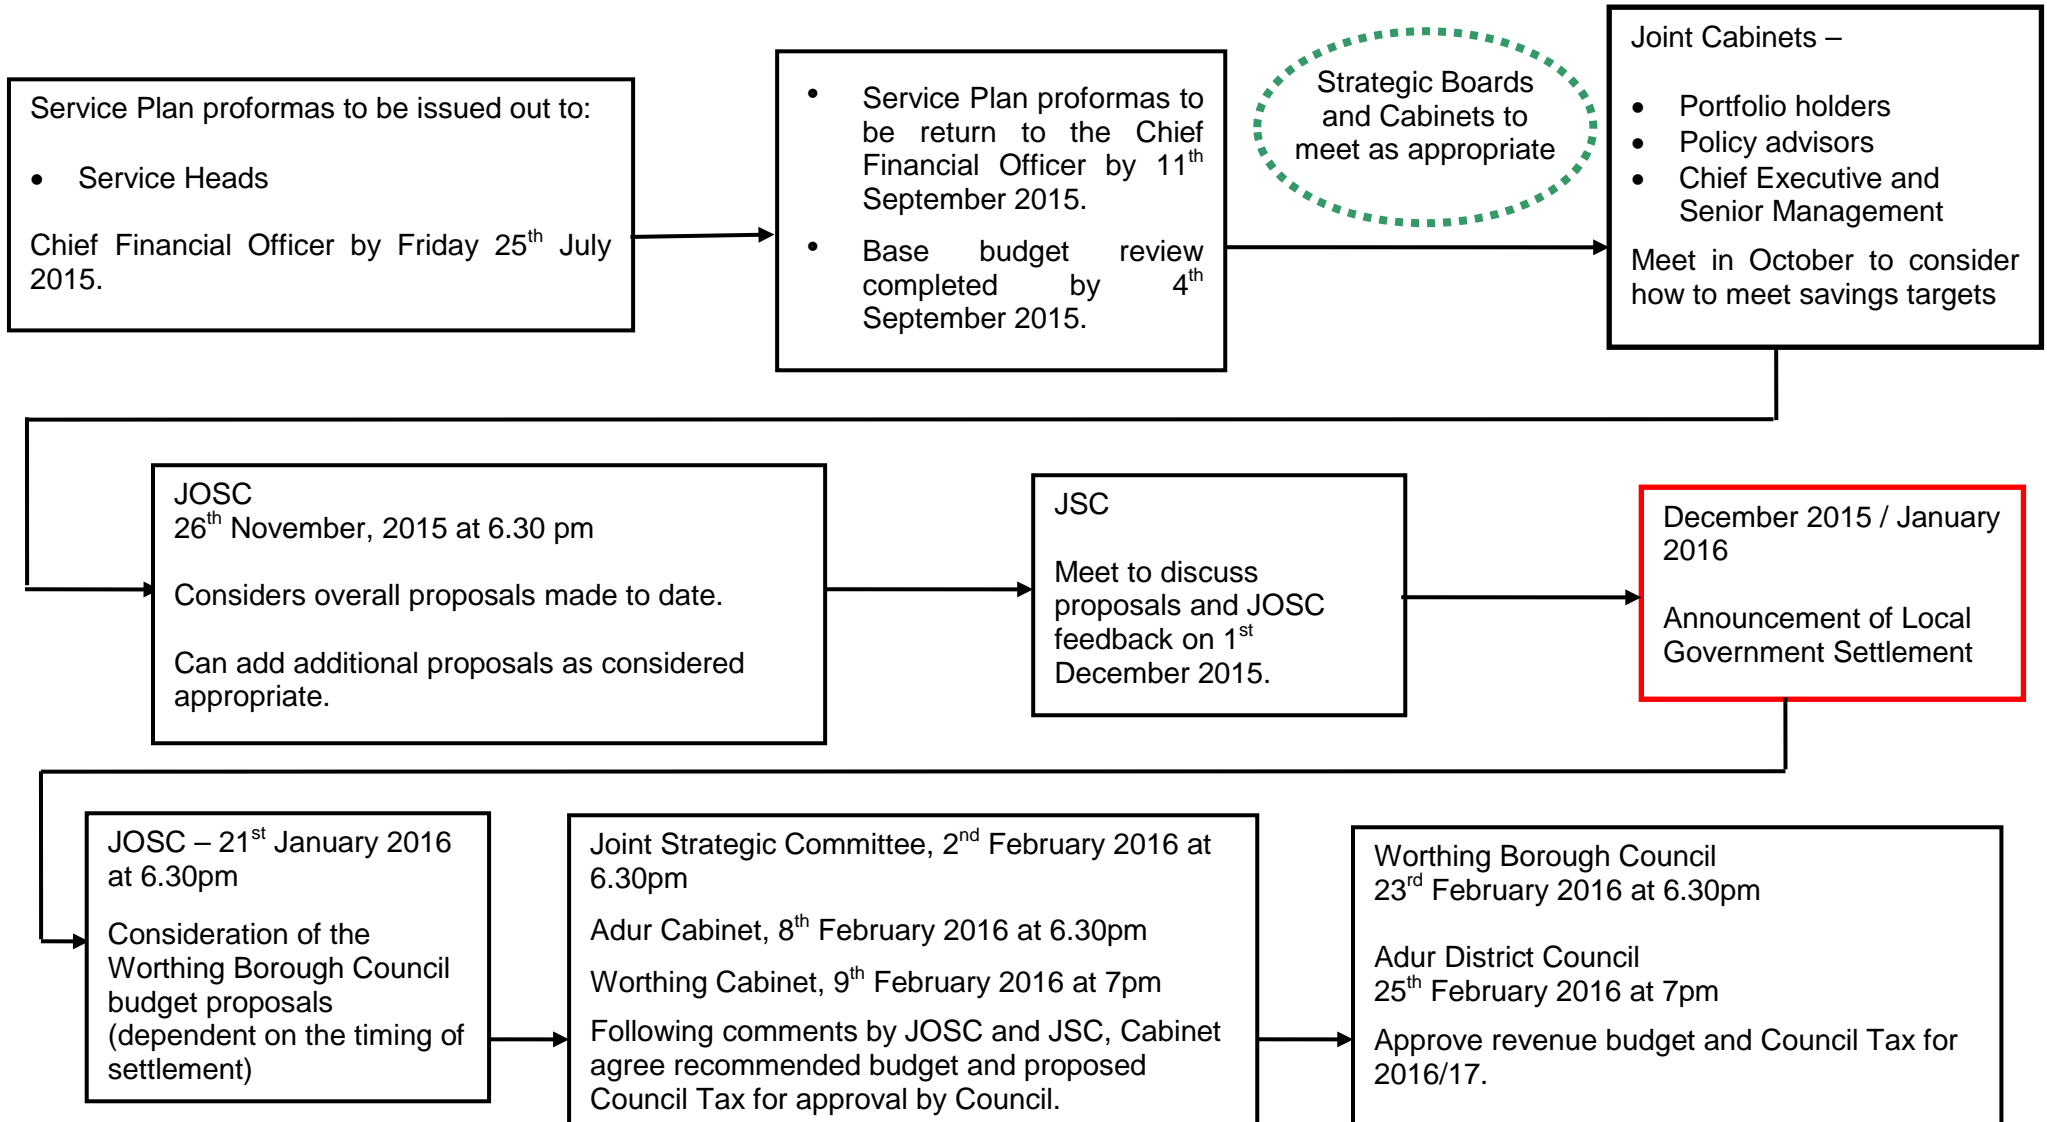 Service Plan proformas to be issued out to:
• Service Heads
Chief Financial Officer by Friday 25th July
2015.
• Service Plan proformas to
be return to the Chief
Financial Officer by 11th
September 2015.
• Base budget review
completed by 4th
September 2015.
Strategic Boards
and Cabinets to
meet as appropriate
Joint Cabinets –
• Portfolio holders
• Policy advisors
• Chief Executive and
Senior Management
Meet in October to consider
how to meet savings targets
JOSC
26th November, 2015 at 6.30 pm
Considers overall proposals made to date.
Can add additional proposals as considered
appropriate.
JSC
Meet to discuss
proposals and JOSC
feedback on 1st
December 2015.
December 2015 / January
2016
Announcement of Local
Government Settlement
JOSC – 21st January 2016
at 6.30pm
Consideration of the
Worthing Borough Council
budget proposals
(dependent on the timing of
settlement)
Joint Strategic Committee, 2nd February 2016 at
6.30pm
Adur Cabinet, 8th February 2016 at 6.30pm
Worthing Cabinet, 9th February 2016 at 7pm
Following comments by JOSC and JSC, Cabinet
agree recommended budget and proposed
Council Tax for approval by Council.
Worthing Borough Council
23rd February 2016 at 6.30pm
Adur District Council
25th February 2016 at 7pm
Approve revenue budget and Council Tax for
2016/17.